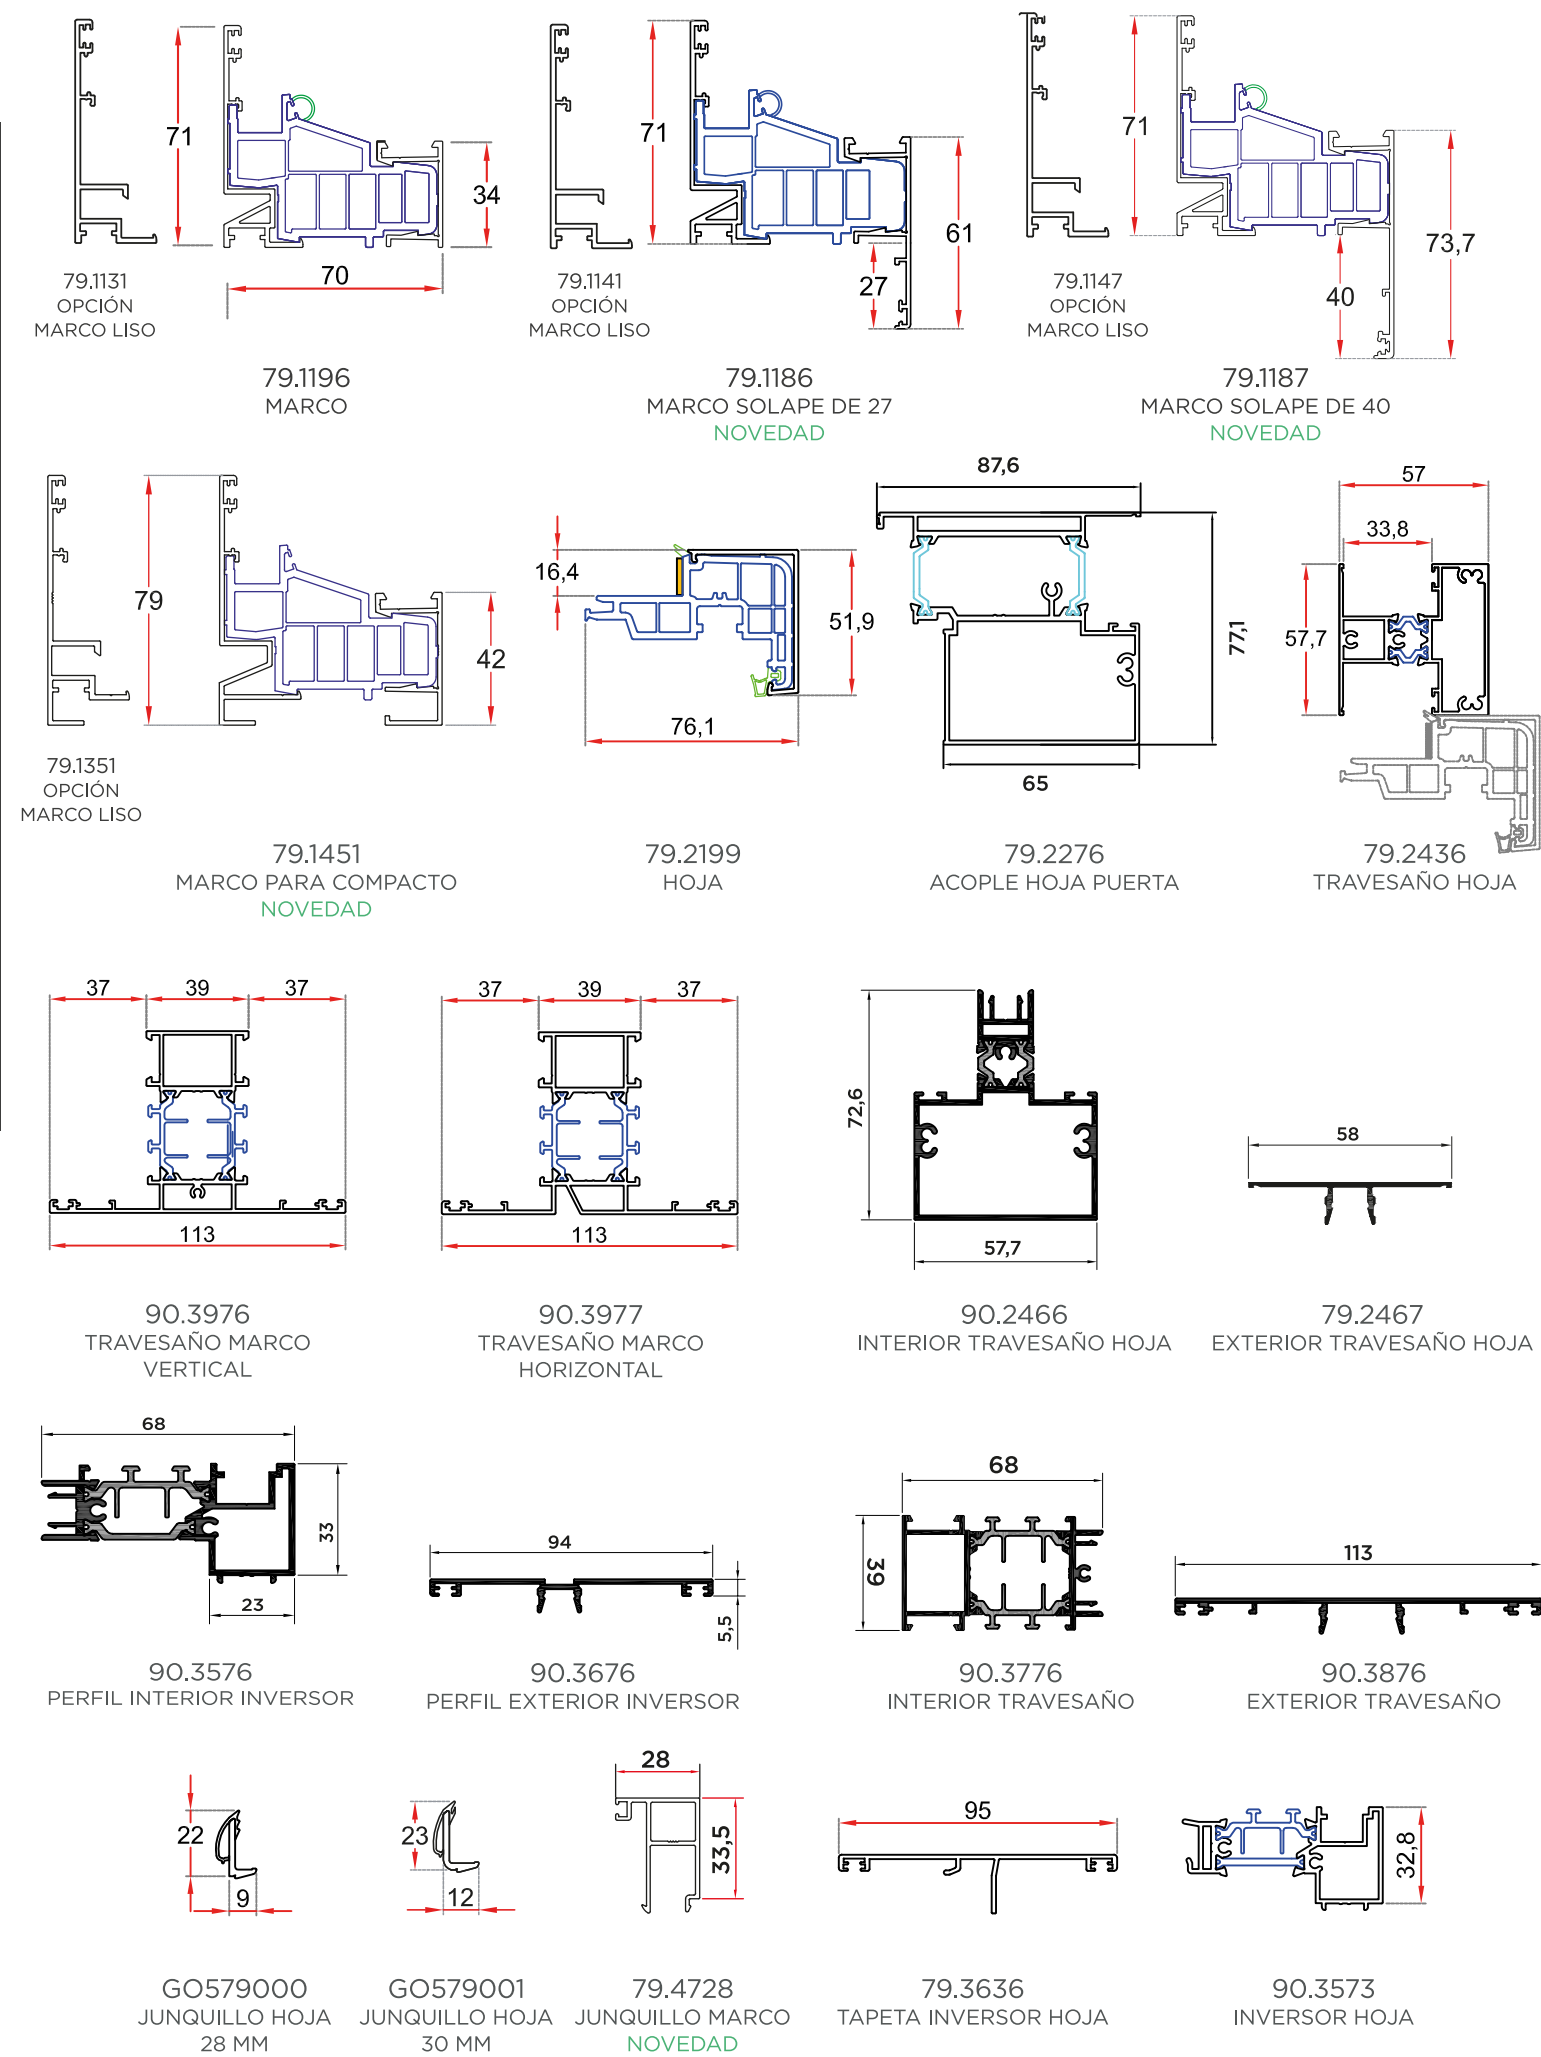 71
34
70
79.1131
OPCIÓN
MARCO LISO
79.1196
MARCO
71
61
27
79.1141
OPCIÓN
MARCO LISO
79.1186
MARCO SOLAPE DE 27
NOVEDAD
71
73,7
40
79.1147
OPCIÓN
MARCO LISO
79.1187
MARCO SOLAPE DE 40
NOVEDAD
79
42
79.1351
OPCIÓN
MARCO LISO
79.1451
MARCO PARA COMPACTO
NOVEDAD
16,4
51,9
76,1
79.2199
HOJA
87,6
77,1
65
79.2276
ACOPLE HOJA PUERTA
57
33,8
57,7
79.2436
TRAVESAÑO HOJA
37
39
37
113
90.3976
TRAVESAÑO MARCO
VERTICAL
37
39
37
113
90.3977
TRAVESAÑO MARCO
HORIZONTAL
72,6
57,7
90.2466
INTERIOR TRAVESAÑO HOJA
58
79.2467
EXTERIOR TRAVESAÑO HOJA
68
33
23
90.3576
PERFIL INTERIOR INVERSOR
94
5,5
90.3676
PERFIL EXTERIOR INVERSOR
68
39
90.3776
INTERIOR TRAVESAÑO
113
90.3876
EXTERIOR TRAVESAÑO
22
9
GO579000
JUNQUILLO HOJA
28 MM
23
12
GO579001
JUNQUILLO HOJA
30 MM
28
33,5
79.4728
JUNQUILLO MARCO
NOVEDAD
95
79.3636
TAPETA INVERSOR HOJA
32,8
90.3573
INVERSOR HOJA